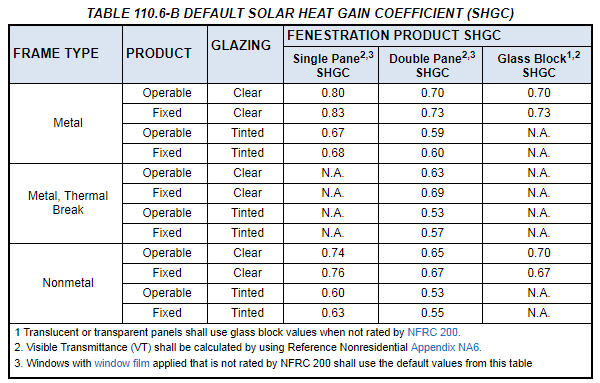 TABLE 110.6-B DEFAULT SOLAR HEAT GAIN COEFFICIENT (SHGC)
FRAME TYPE PRODUCT GLAZING FENESTRATION PRODUCT SHGC
Single Pane2,3 SHGC Double Pane2,3 SHGC Glass Block1,2 SHGC
Metal Operable Clear 0.80 0.70 0.70
Fixed Clear 0.83 0.73 0.73
Operable Tinted 0.67 0.59 N.A.
Fixed Tinted 0.68 0.60 N.A.
Metal, Thermal Break Operable Clear N.A. 0.63 N.A.
Fixed Clear N.A. 0.69 N.A.
Operable Tinted N.A. 0.53 N.A.
Fixed Tinted N.A. 0.57 N.A.
Nonmetal Operable Clear 0.74 0.65 0.70
Fixed Clear 0.76 0.67 0.67
Operable Tinted 0.60 0.53 N.A.
Fixed Tinted 0.63 0.55 N.A.
1 Translucent or transparent panels shall use glass block values when not rated by NFRC 200.
2. Visible Transmittance (VT) shall be calculated by using Reference Nonresidential Appendix NA6.
3. Windows with window film applied that is not rated by NFRC 200 shall use the default values from this table